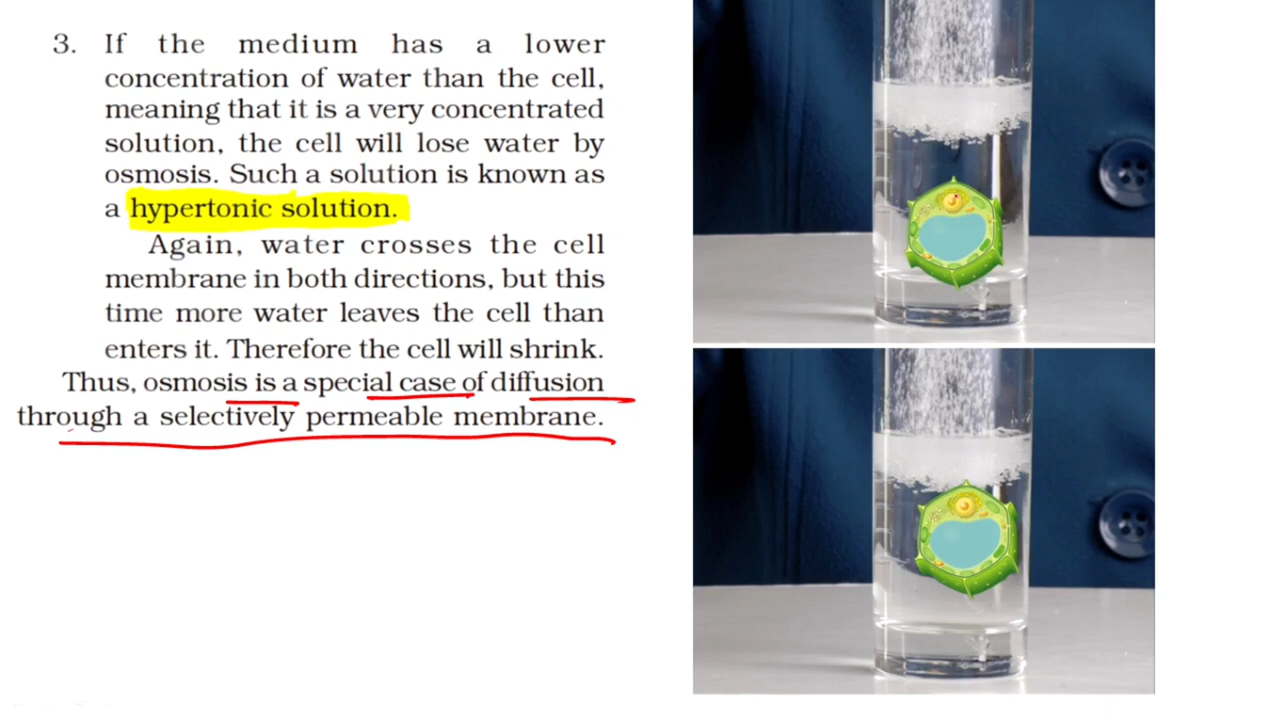 3. If the medium has a lower
concentration of water than the cell,
meaning that it is a very concentrated
solution, the cell will lose water by
osmosis. Such a solution is known as
a hypertonic solution.
Again, water crosses the cell
membrane in both directions, but this
time more water leaves the cell than
enters it. Therefore the cell will shrink.
Thus, osmosis is a special case of diffusion
through a selectively permeable membrane.